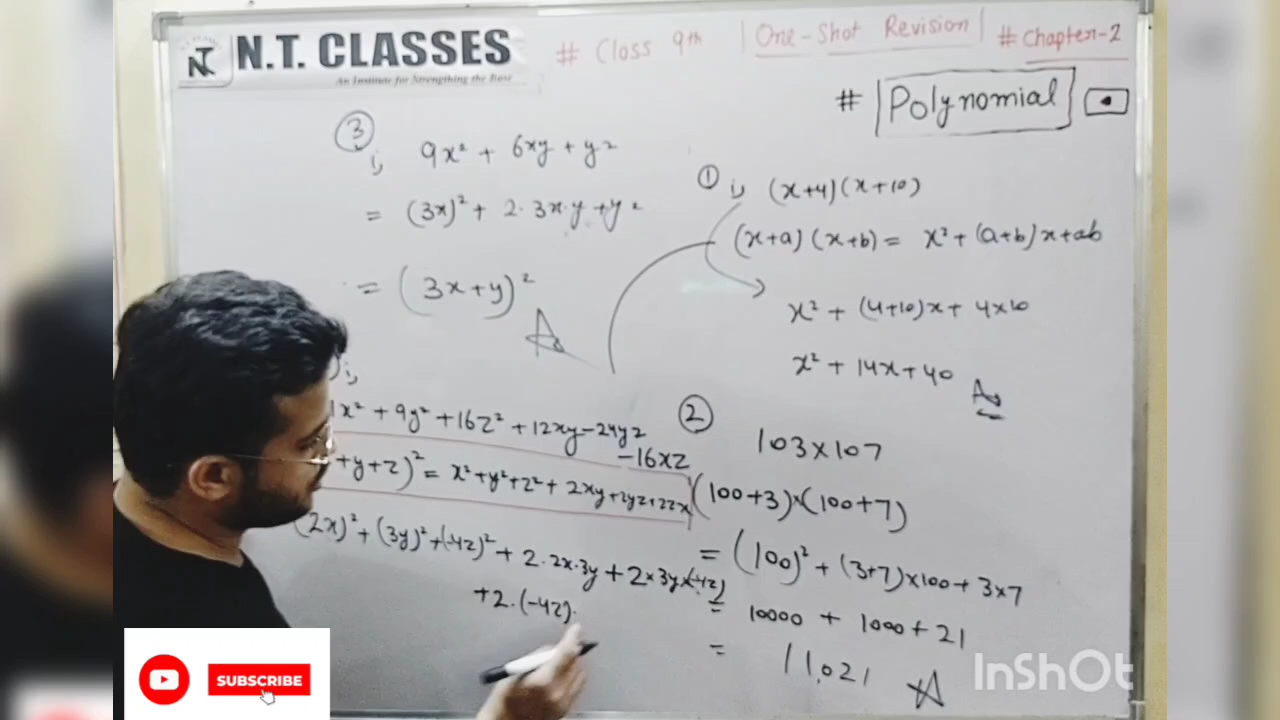 N.T. CLASSES
An Institute for Strengthening the Base
# Class 9th | One-Shot Revision | # Chapter-2
# Polynomial
③
i, 9x² + 6xy + y²
= (3x)² + 2·3x·y + y²
= (3x+y)²
① i, (x+4)(x+10)
(x+a)(x+b) = x² + (a+b)x+ab
x² + (4+10)x + 4×10
x² + 14x + 40
Ans
i,
x² + 9y² + 16z² + 12xy - 24yz
-16xz
+y+z)² = x²+y²+z² + 2xy+2yz+2zx
(2x)² + (3y)² + (-4z)² + 2·2x·3y + 2×3y×(-4z)
+2·(-4z)·
②
103×107
(100+3)×(100+7)
= (100)² + (3+7)×100 + 3×7
= 10000 + 1000 + 21
= 11,021
SUBSCRIBE
InShOt